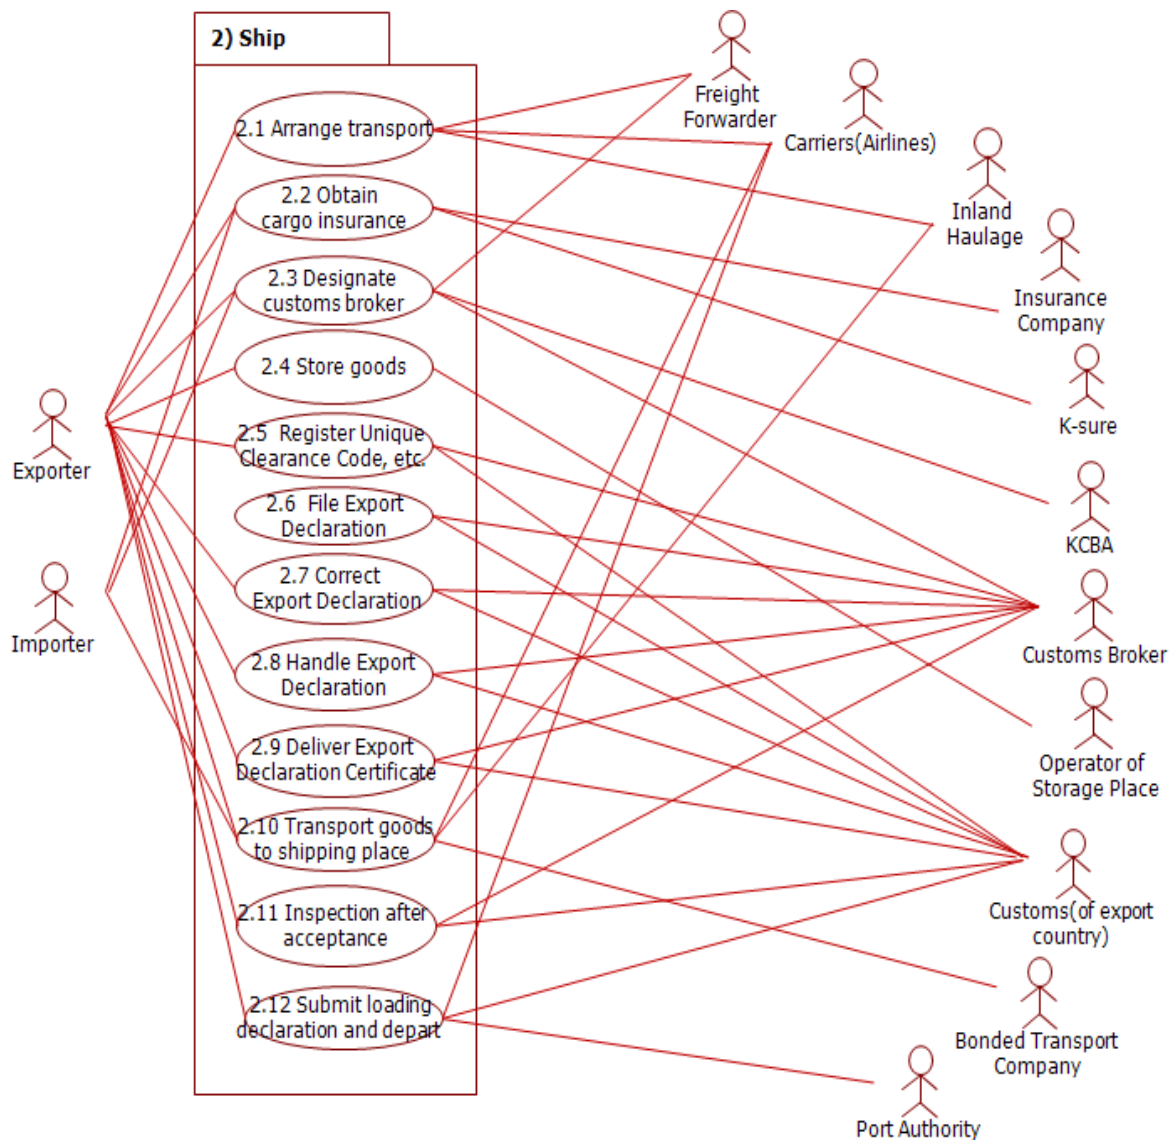 2) Ship
2.1 Arrange transport
2.2 Obtain
cargo insurance
2.3 Designate
customs broker
2.4 Store goods
2.5 Register Unique
Clearance Code, etc.
2.6 File Export
Declaration
2.7 Correct
Export Declaration
2.8 Handle Export
Declaration
2.9 Deliver Export
Declaration Certificate
2.10 Transport goods
to shipping place
2.11 Inspection after
acceptance
2.12 Submit loading
declaration and depart
Exporter
Importer
Freight
Forwarder
Carriers(Airlines)
Inland
Haulage
Insurance
Company
K-sure
KCBA
Customs Broker
Operator of
Storage Place
Customs(of export
country)
Bonded Transport
Company
Port Authority